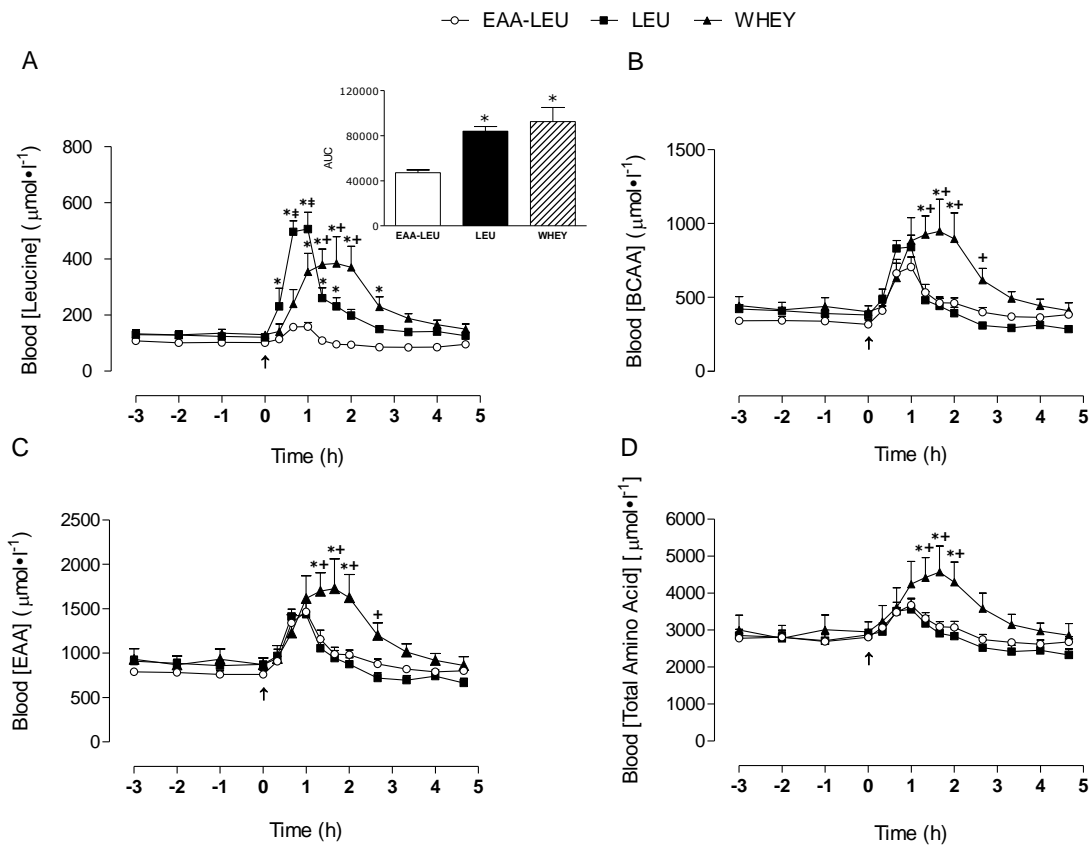 EAA-LEU LEU WHEY
A
120000
80000
40000
0
AUC
EAA-LEU LEU WHEY
* *
800
600
400
200
0
Blood [Leucine] (μmol•l⁻¹)
*‡ *‡
* *+ *+ *+
* * * *
↑
-3 -2 -1 0 1 2 3 4 5
Time (h)
B
1500
1000
500
0
Blood [BCAA] (μmol•l⁻¹)
*+ *+ *+
+
↑
-3 -2 -1 0 1 2 3 4 5
Time (h)
C
2500
2000
1500
1000
500
0
Blood [EAA] (μmol•l⁻¹)
*+ *+ *+
+
↑
-3 -2 -1 0 1 2 3 4 5
Time (h)
D
6000
5000
4000
3000
2000
1000
0
Blood [Total Amino Acid] [μmol•l⁻¹]
*+ *+ *+
↑
-3 -2 -1 0 1 2 3 4 5
Time (h)